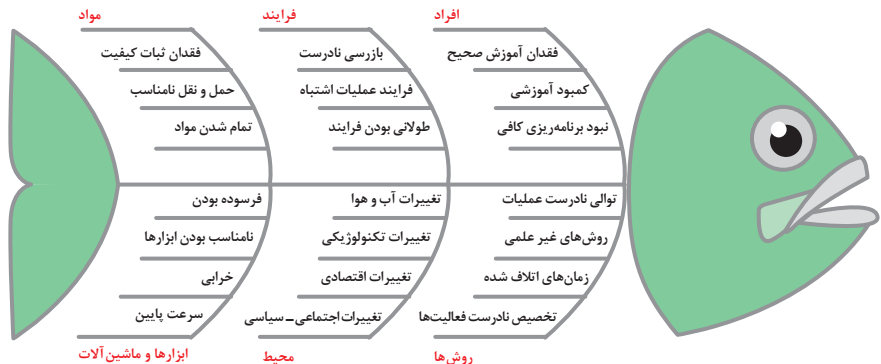 افراد
فقدان آموزش صحیح
کمبود آموزشی
نبود برنامه‌ریزی کافی
فرایند
بازرسی نادرست
فرایند عملیات اشتباه
طولانی بودن فرایند
مواد
فقدان ثبات کیفیت
حمل و نقل نامناسب
تمام شدن مواد
توالی نادرست عملیات
روش‌های غیر علمی
زمان‌های اتلاف شده
تخصیص نادرست فعالیت‌ها
روش‌ها
تغییرات آب و هوا
تغییرات تکنولوژیکی
تغییرات اقتصادی
تغییرات اجتماعی ـ سیاسی
محیط
فرسوده بودن
نامناسب بودن ابزارها
خرابی
سرعت پایین
ابزارها و ماشین‌آلات